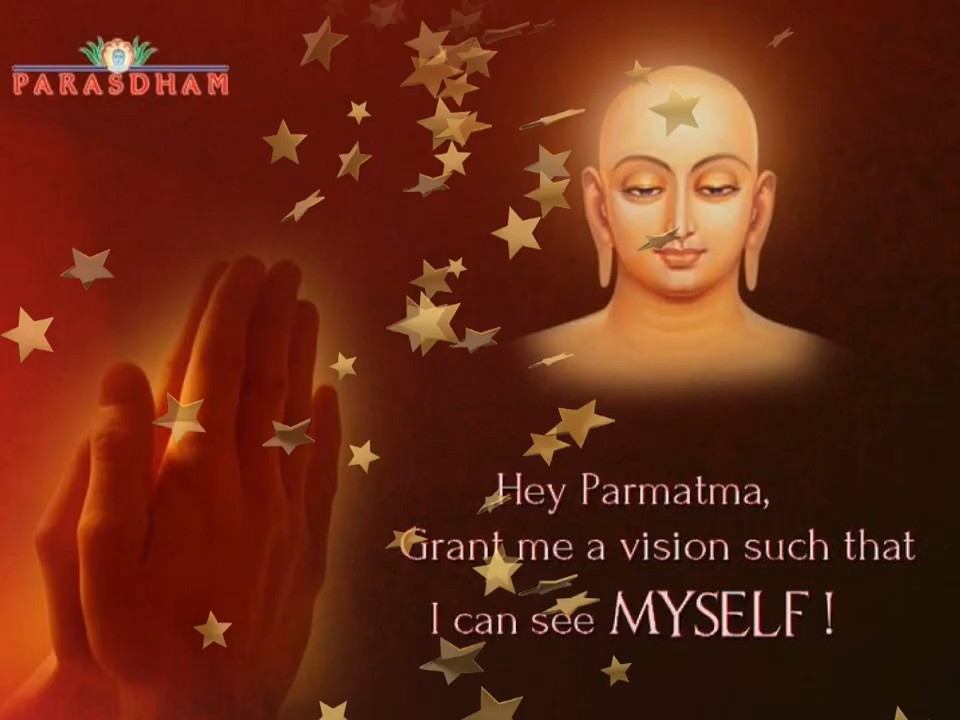 PARASDHAM
Hey Parmatma,
Grant me a vision such that
I can see MYSELF !